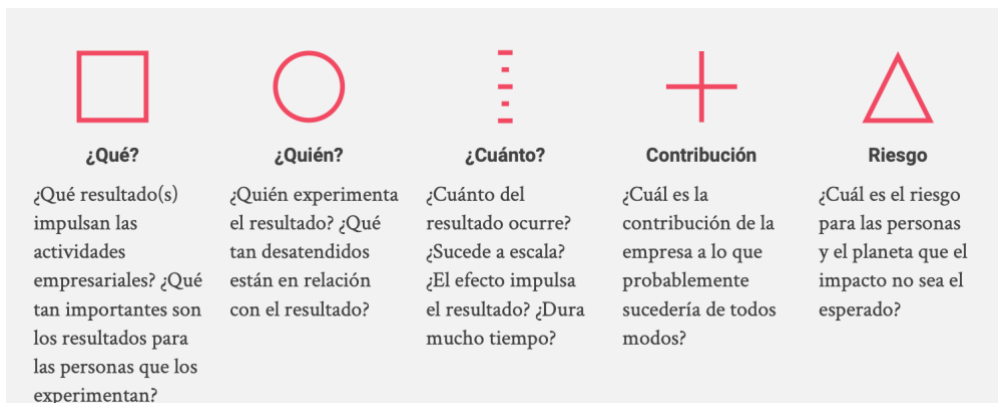 ¿Qué?
¿Qué resultado(s)
impulsan las
actividades
empresariales? ¿Qué
tan importantes son
los resultados para
las personas que los
experimentan?
¿Quién?
¿Quién experimenta
el resultado? ¿Qué
tan desatendidos
están en relación
con el resultado?
¿Cuánto?
¿Cuánto del
resultado ocurre?
¿Sucede a escala?
¿El efecto impulsa
el resultado? ¿Dura
mucho tiempo?
Contribución
¿Cuál es la
contribución de la
empresa a lo que
probablemente
sucedería de todos
modos?
Riesgo
¿Cuál es el riesgo
para las personas
y el planeta que el
impacto no sea el
esperado?